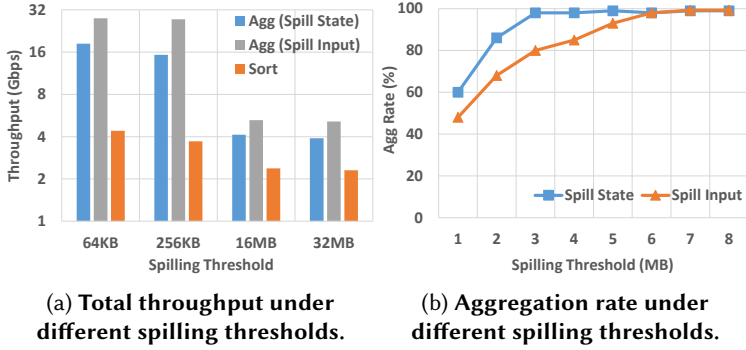 32
16
8
4
2
1
Throughput (Gbps)
Agg (Spill State)
Agg (Spill Input)
Sort
64KB 256KB 16MB 32MB
Spilling Threshold
(a) Total throughput under
different spilling thresholds.
100
80
60
40
20
0
Agg Rate (%)
Spill State Spill Input
1 2 3 4 5 6 7 8
Spilling Threshold (MB)
(b) Aggregation rate under
different spilling thresholds.